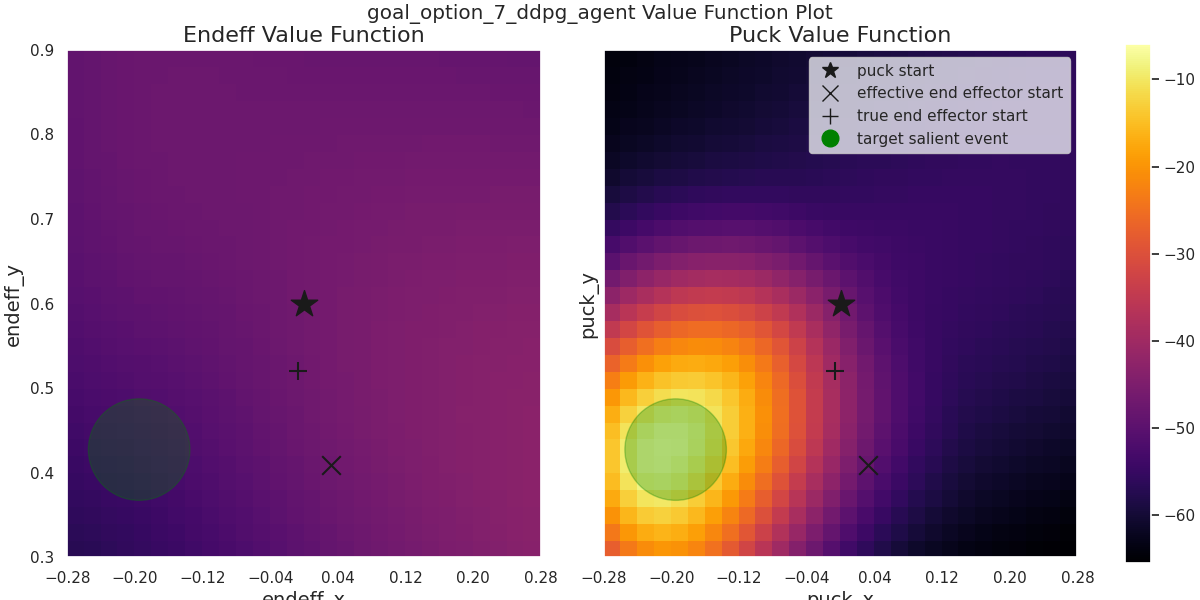 goal_option_7_ddpg_agent Value Function Plot
Endeff Value Function
Puck Value Function
puck start
effective end effector start
true end effector start
target salient event
0.9
0.8
0.7
0.6
0.5
0.4
0.3
endeff_y
−0.28 −0.20 −0.12 −0.04 0.04 0.12 0.20 0.28
endeff_x
puck_y
−0.28 −0.20 −0.12 −0.04 0.04 0.12 0.20 0.28
puck_x
−10
−20
−30
−40
−50
−60